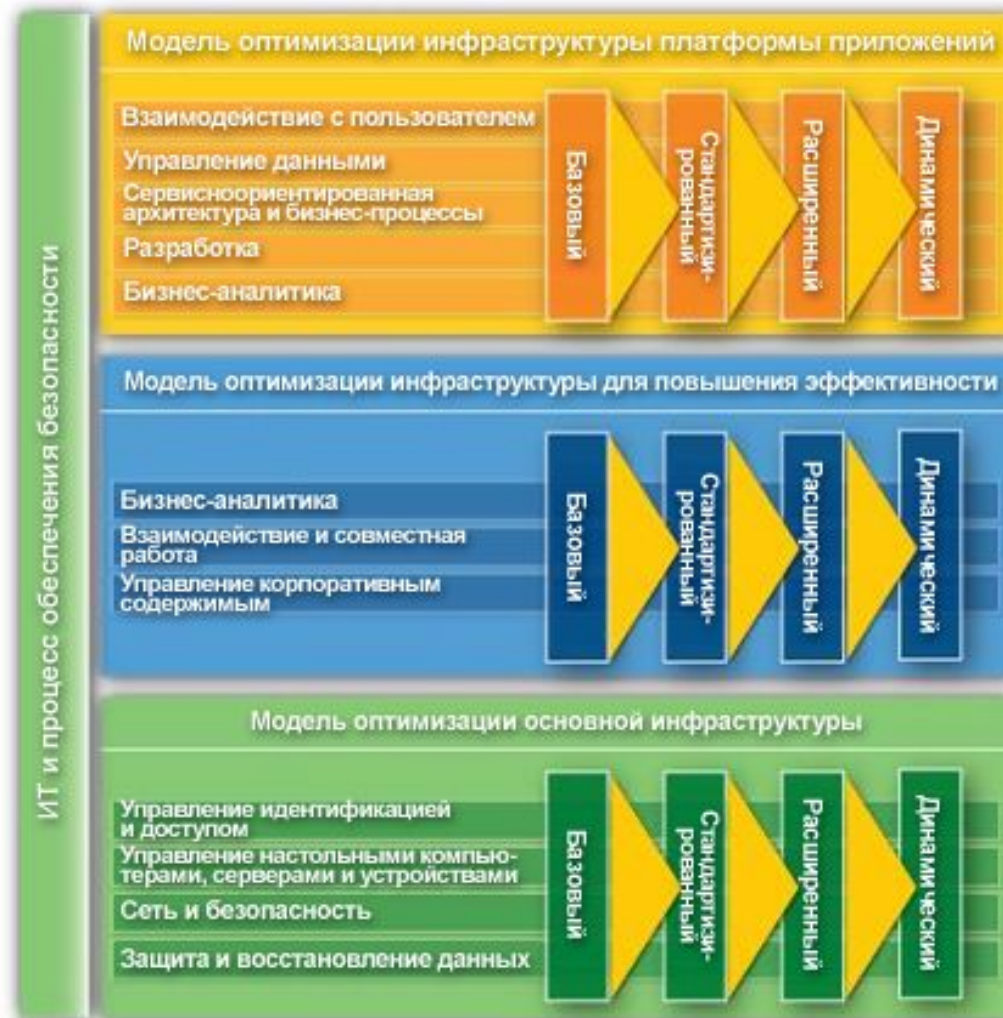 ИТ и процесс обеспечения безопасности
Модель оптимизации инфраструктуры платформы приложений
Взаимодействие с пользователем
Управление данными
Сервисноориентированная
архитектура и бизнес-процессы
Разработка
Бизнес-аналитика
Базовый
Стандартизи-
рованный
Расширенный
Динамический
Модель оптимизации инфраструктуры для повышения эффективности
Бизнес-аналитика
Взаимодействие и совместная
работа
Управление корпоративным
содержимым
Базовый
Стандартизи-
рованный
Расширенный
Динамический
Модель оптимизации основной инфраструктуры
Управление идентификацией
и доступом
Управление настольными компью-
терами, серверами и устройствами
Сеть и безопасность
Защита и восстановление данных
Базовый
Стандартизи-
рованный
Расширенный
Динамический